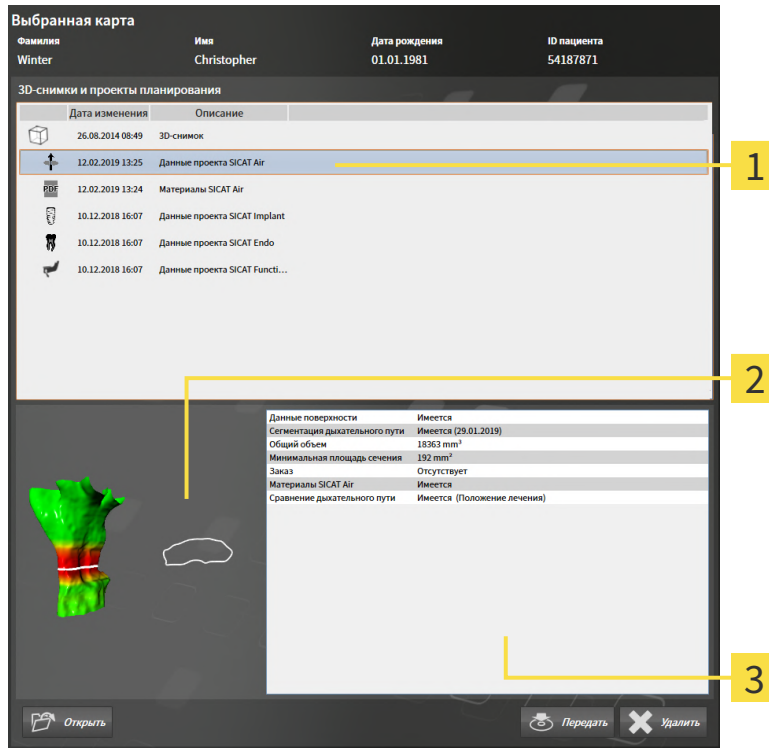 Выбранная карта
Фамилия Имя Дата рождения ID пациента
Winter Christopher 01.01.1981 54187871
3D-снимки и проекты планирования
Дата изменения Описание
26.08.2014 08:49 3D-снимок
12.02.2019 13:25 Данные проекта SICAT Air
1
PDF 12.02.2019 13:24 Материалы SICAT Air
10.12.2018 16:07 Данные проекта SICAT Implant
10.12.2018 16:07 Данные проекта SICAT Endo
10.12.2018 16:07 Данные проекта SICAT Functi...
2
Данные поверхности Имеется
Сегментация дыхательного пути Имеется (29.01.2019)
Общий объем 18363 mm³
Минимальная площадь сечения 192 mm²
Заказ Отсутствует
Материалы SICAT Air Имеется
Сравнение дыхательного пути Имеется (Положение лечения)
3
Открыть Передать Удалить